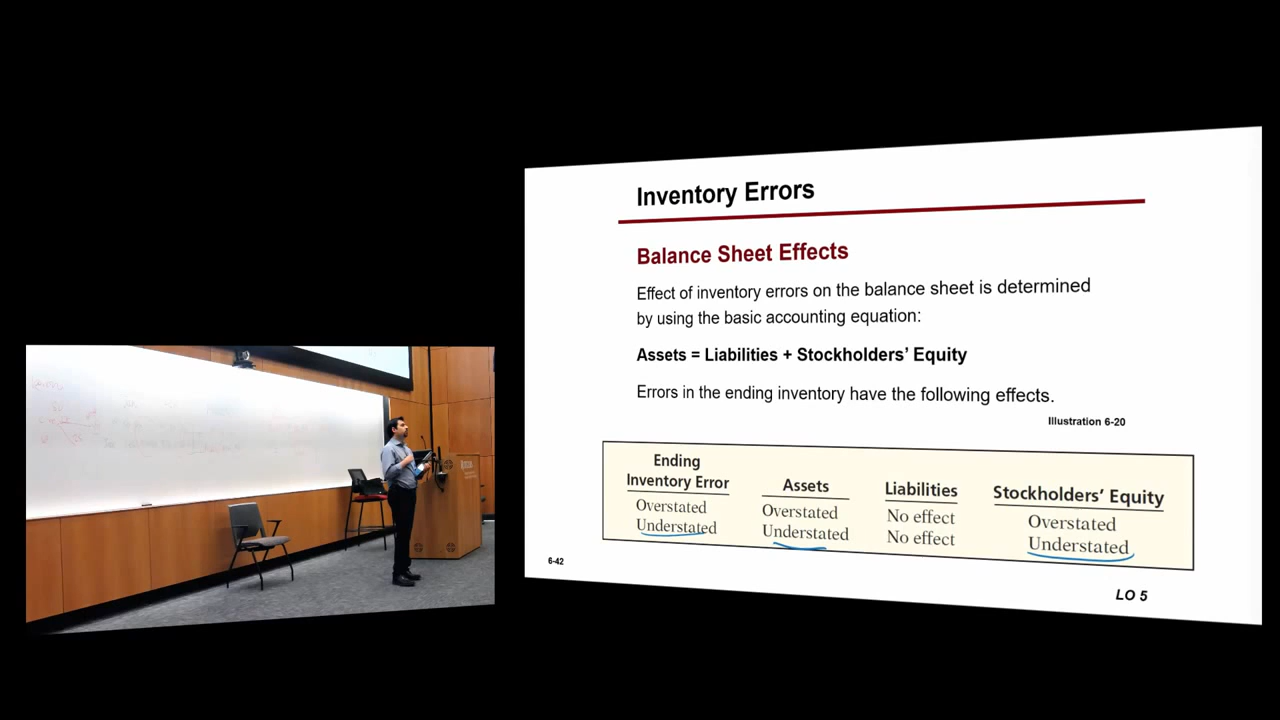 Inventory Errors
Balance Sheet Effects
Effect of inventory errors on the balance sheet is determined
by using the basic accounting equation:
Assets = Liabilities + Stockholders’ Equity
Errors in the ending inventory have the following effects.
Illustration 6-20
Ending
Inventory Error Assets Liabilities Stockholders’ Equity
Overstated Overstated No effect Overstated
Understated Understated No effect Understated
6-42
LO 5